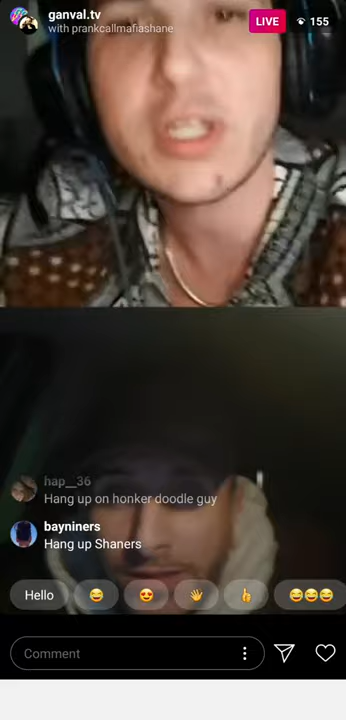 ganval.tv
with prankcallmafiashane
LIVE
155
hap__36
Hang up on honker doodle guy
bayniners
Hang up Shaners
Hello
Comment